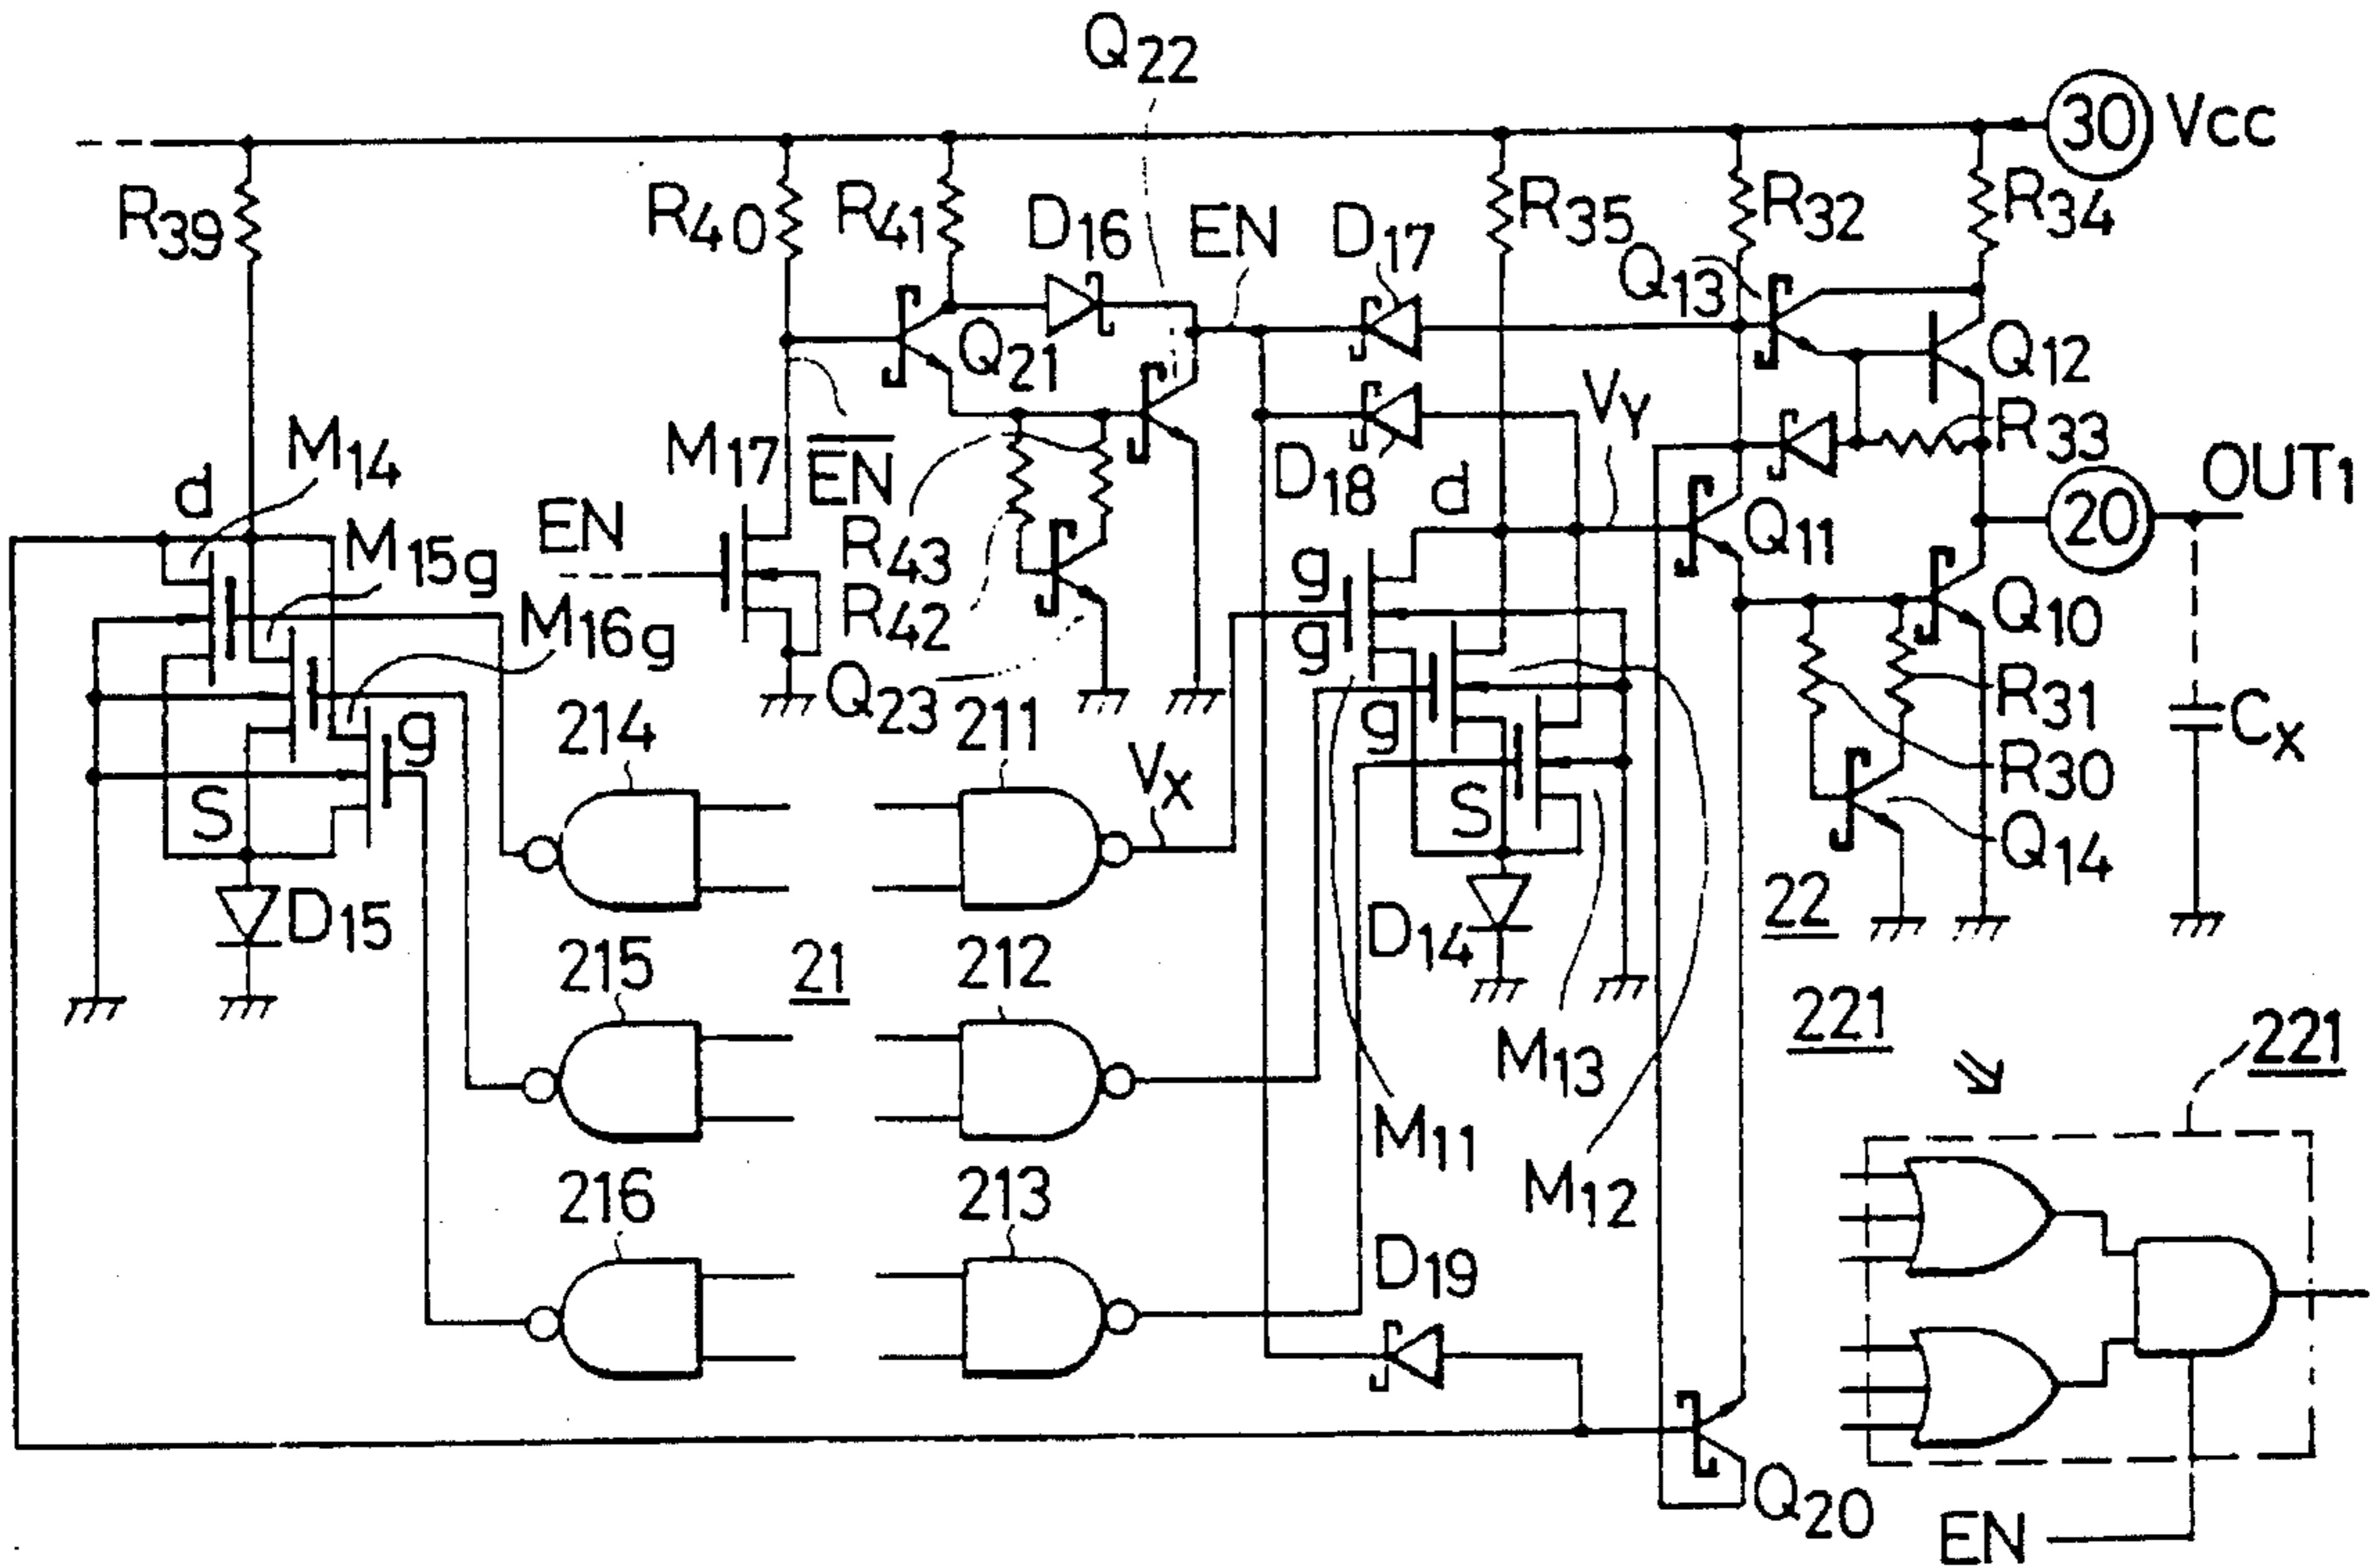 Q22
30 Vcc
R39
R40
R41
D16
EN
D17
R35
Q13
R32
R34
Q21
Q12
M14
d
M17
EN
D18
d
VY
R33
OUT1
20
EN
M15g
R43
g
Q11
M16g
R42
g
Q10
Q23
R31
g
214
211
VX
g
CX
R30
S
S
Q14
D15
D14
22
215
21
212
221
M13
221
M11
M12
216
213
D19
Q20
EN